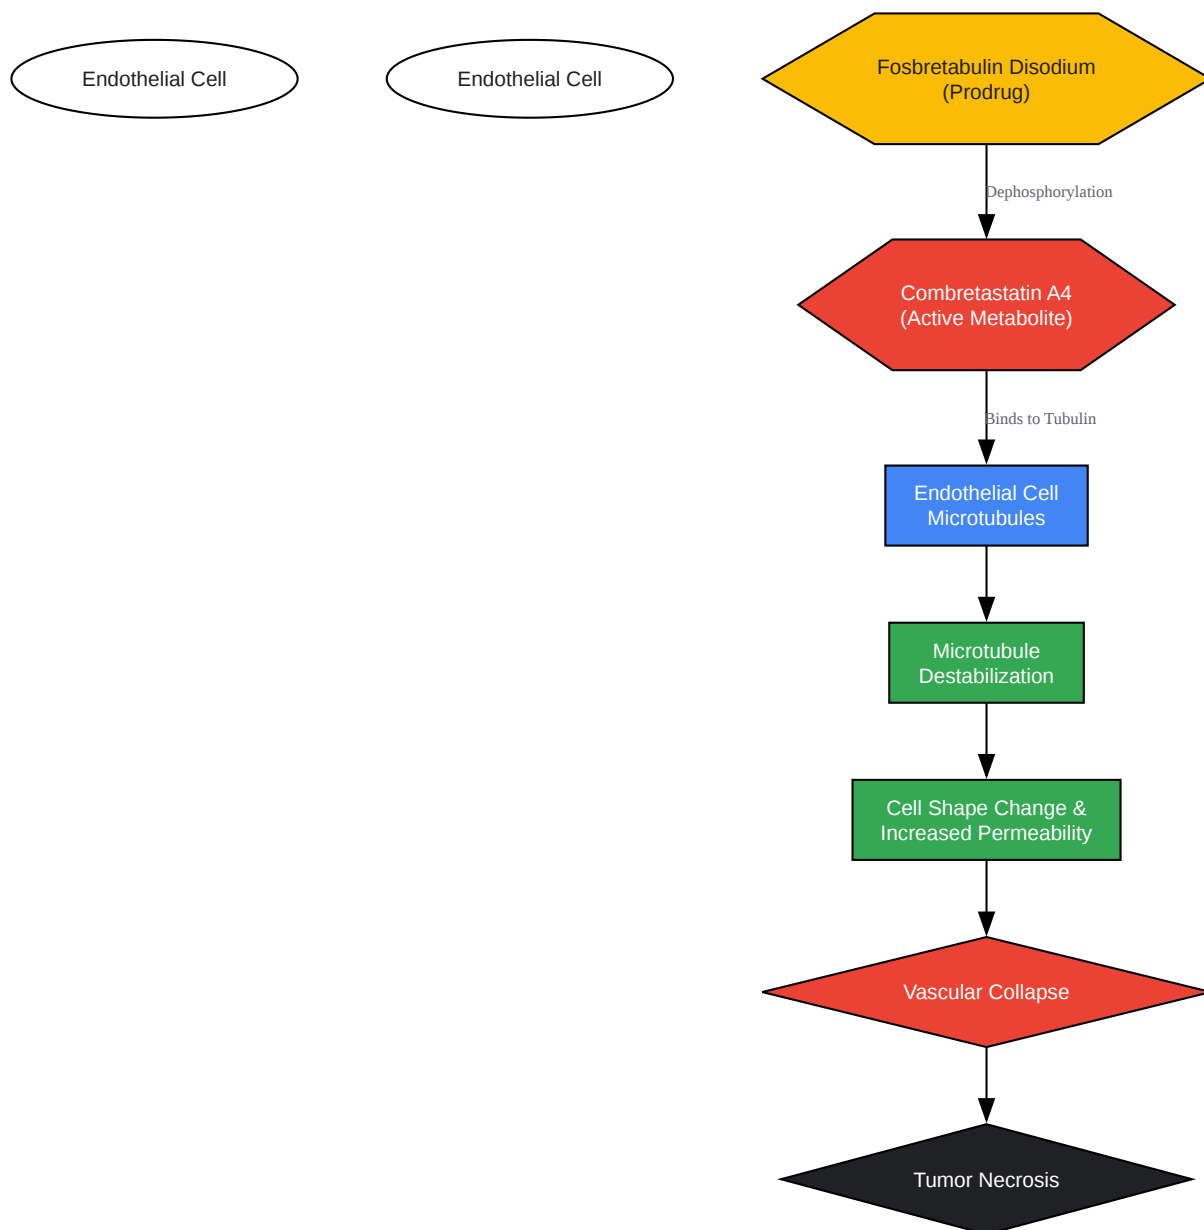 Endothelial Cell
Endothelial Cell
Fosbretabulin Disodium
(Prodrug)
Dephosphorylation
Combretastatin A4
(Active Metabolite)
Binds to Tubulin
Endothelial Cell
Microtubules
Microtubule
Destabilization
Cell Shape Change &
Increased Permeability
Vascular Collapse
Tumor Necrosis